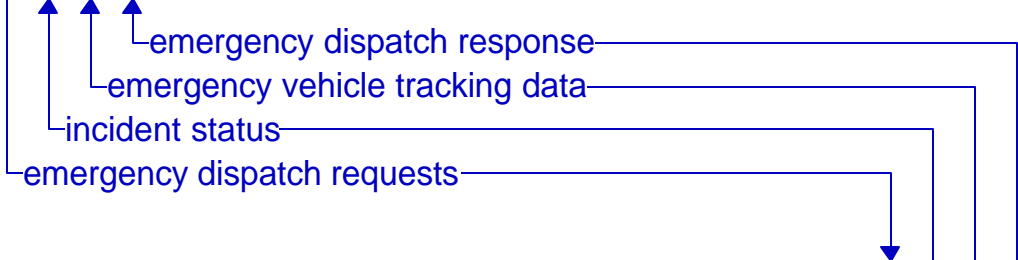 emergency dispatch response
emergency vehicle tracking data
incident status
emergency dispatch requests